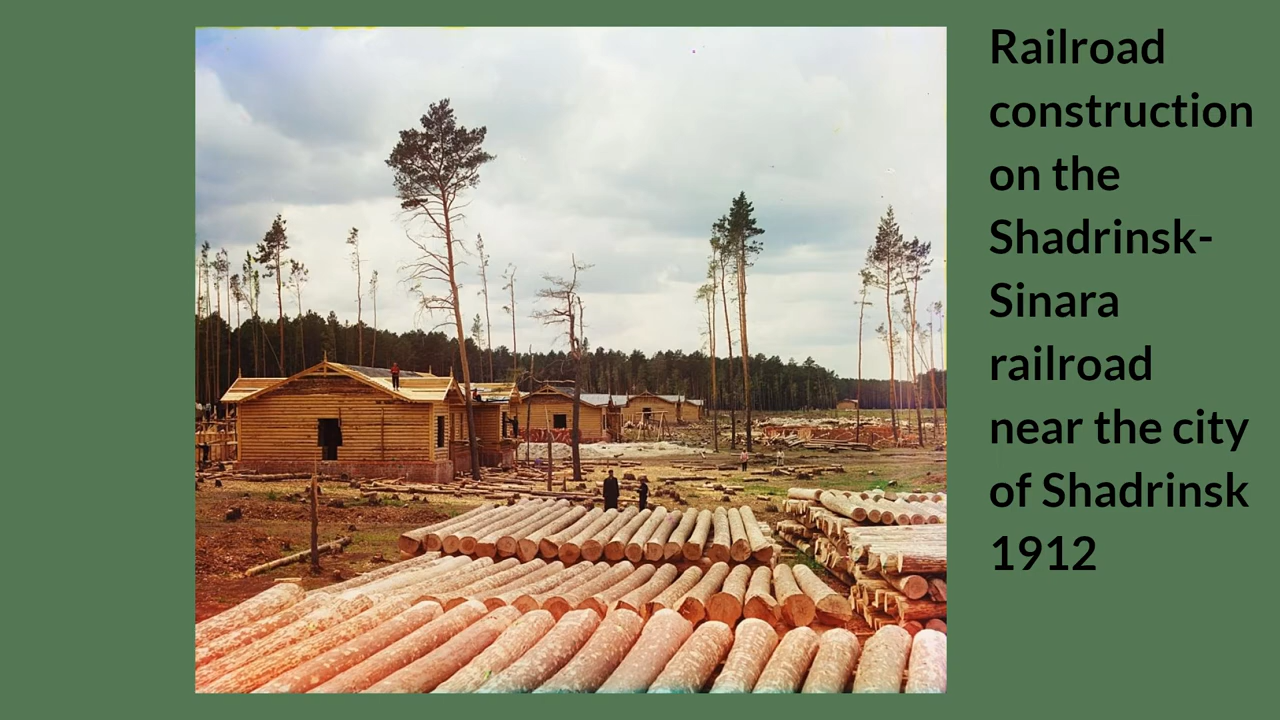 Railroad
construction
on the
Shadrinsk-
Sinara
railroad
near the city
of Shadrinsk
1912